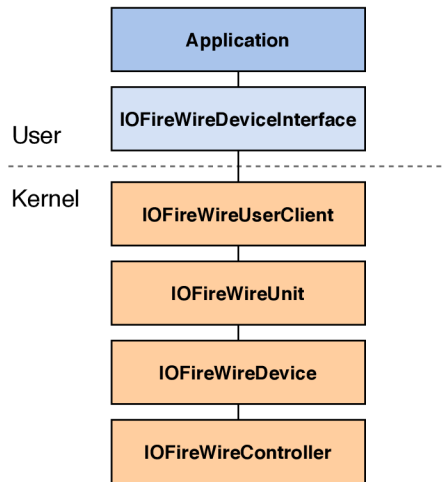 Application
IOFireWireDeviceInterface
User
Kernel
IOFireWireUserClient
IOFireWireUnit
IOFireWireDevice
IOFireWireController